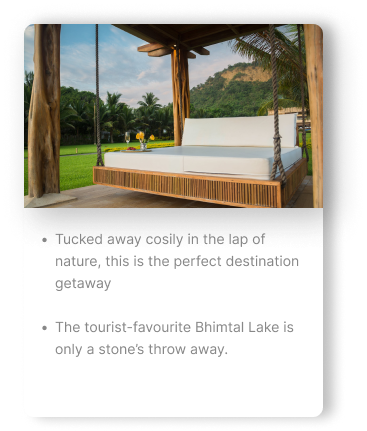 • Tucked away cosily in the lap of
nature, this is the perfect destination
getaway
• The tourist-favourite Bhimtal Lake is
only a stone’s throw away.